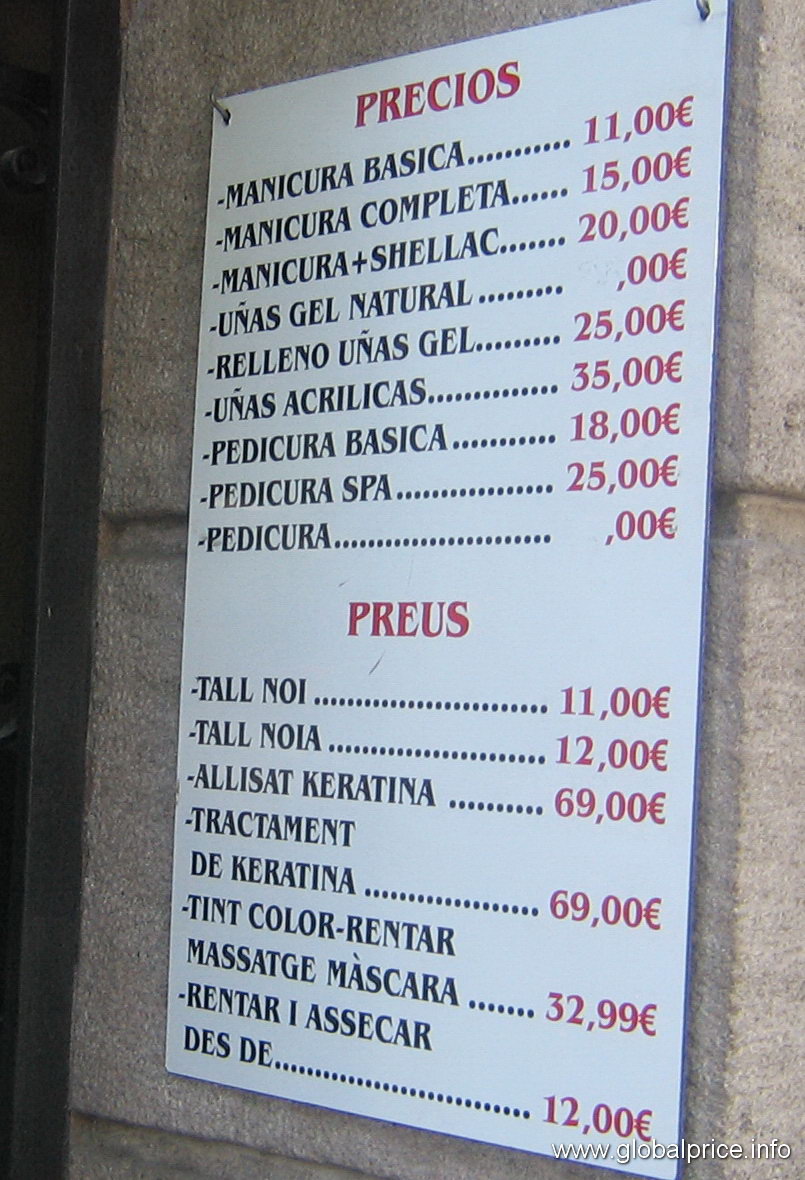 PRECIOS
-MANICURA BASICA........... 11,00€
-MANICURA COMPLETA...... 15,00€
-MANICURA+SHELLAC....... 20,00€
-UÑAS GEL NATURAL ......... ,00€
-RELLENO UÑAS GEL......... 25,00€
-UÑAS ACRILICAS............... 35,00€
-PEDICURA BASICA ............ 18,00€
-PEDICURA SPA .................. 25,00€
-PEDICURA......................... ,00€
PREUS
-TALL NOI ........................... 11,00€
-TALL NOIA ......................... 12,00€
-ALLISAT KERATINA .......... 69,00€
-TRACTAMENT
DE KERATINA .................... 69,00€
-TINT COLOR-RENTAR
MASSATGE MÀSCARA ....... 32,99€
-RENTAR I ASSECAR
DES DE.............................. 12,00€
www.globalprice.info